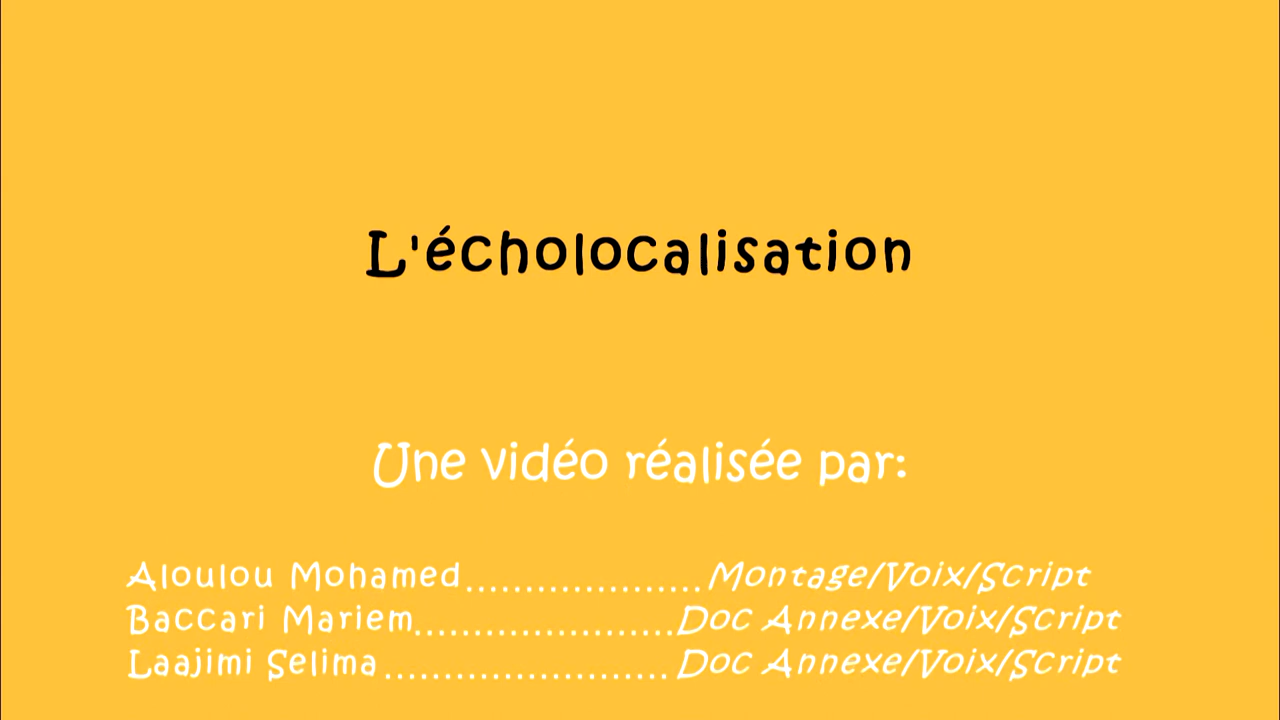 L'écholocalisation
Une vidéo réalisée par:
Aloulou Mohamed....................Montage/Voix/Script
Baccari Mariem......................Doc Annexe/Voix/Script
Laajimi Selima........................Doc Annexe/Voix/Script